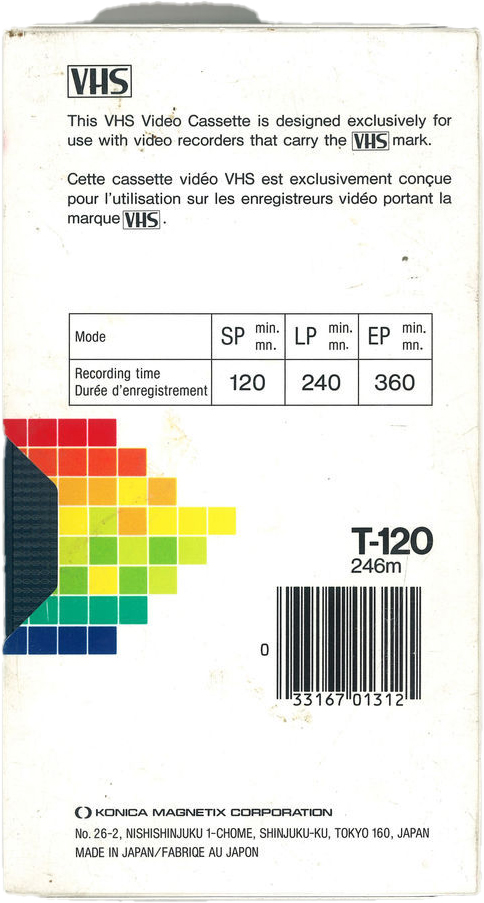 VHS
This VHS Video Cassette is designed exclusively for
use with video recorders that carry the VHS mark.
Cette cassette vidéo VHS est exclusivement conçue
pour l'utilisation sur les enregistreurs vidéo portant la
marque VHS.
Mode SP min. mn. LP min. mn. EP min. mn.
Recording time
Durée d'enregistrement 120 240 360
T-120
246m
0 33167 01312
KONICA MAGNETIX CORPORATION
No. 26-2, NISHISHINJUKU 1-CHOME, SHINJUKU-KU, TOKYO 160, JAPAN
MADE IN JAPAN/FABRIQE AU JAPON